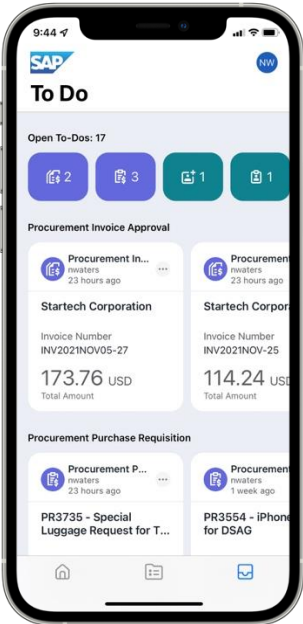 9:44
SAP
NW
To Do
Open To-Dos: 17
2
3
1
1
Procurement Invoice Approval
Procurement In...
nwaters
23 hours ago
Startech Corporation
Invoice Number
INV2021NOV05-27
173.76 USD
Total Amount
Procurement
nwaters
23 hours ago
Startech Corpor
Invoice Number
INV2021NOV-25
114.24 USD
Total Amount
Procurement Purchase Requisition
Procurement P...
nwaters
23 hours ago
PR3735 - Special
Luggage Request for T...
Procurement
nwaters
1 week ago
PR3554 - iPhone
for DSAG